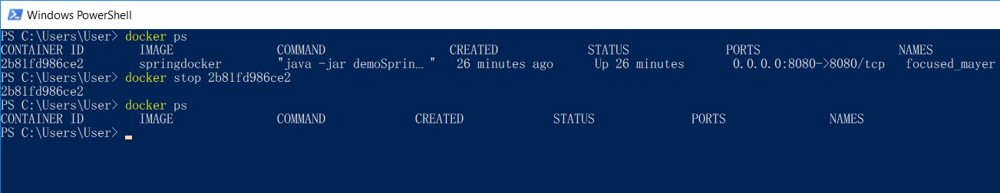 Windows PowerShell
PS C:\Users\User> docker ps
CONTAINER ID IMAGE COMMAND CREATED STATUS PORTS NAMES
2b81fd986ce2 springdocker "java -jar demoSprin…" 26 minutes ago Up 26 minutes 0.0.0.0:8080->8080/tcp focused_mayer
PS C:\Users\User> docker stop 2b81fd986ce2
2b81fd986ce2
PS C:\Users\User> docker ps
CONTAINER ID IMAGE COMMAND CREATED STATUS PORTS NAMES
PS C:\Users\User>